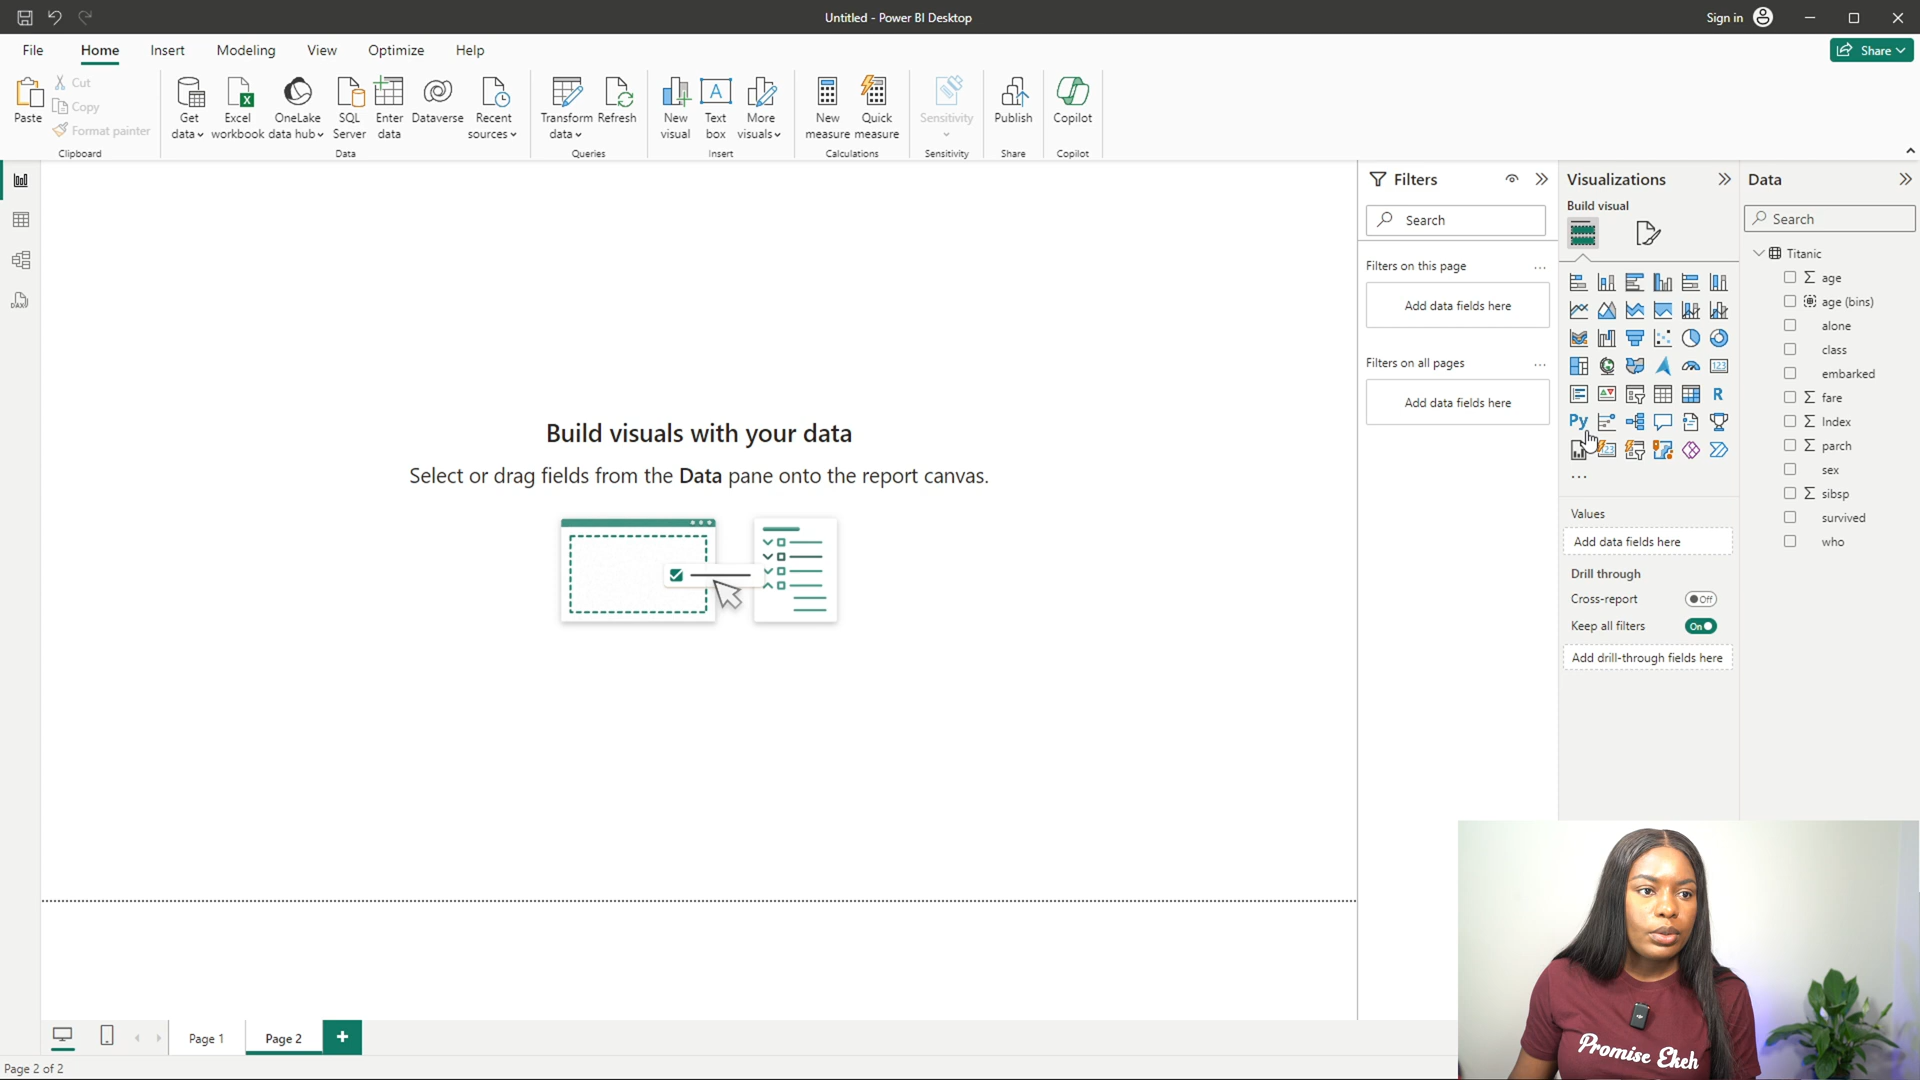 Untitled - Power BI Desktop
Sign in
File
Home
Insert
Modeling
View
Optimize
Help
Share
Paste
Cut
Copy
Format painter
Clipboard
Get data
Excel workbook
OneLake data hub
SQL Server
Enter data
Dataverse
Recent sources
Data
Transform data
Refresh
Queries
New visual
Text box
More visuals
Insert
New measure
Quick measure
Calculations
Sensitivity
Sensitivity
Publish
Share
Copilot
Copilot
DAX
Build visuals with your data
Select or drag fields from the Data pane onto the report canvas.
Filters
Search
Filters on this page
...
Add data fields here
Filters on all pages
...
Add data fields here
Visualizations
Build visual
123
R
Py
123
...
Values
Add data fields here
Drill through
Cross-report
Off
Keep all filters
On
Add drill-through fields here
Data
Search
Titanic
Σ age
age (bins)
alone
class
embarked
Σ fare
Σ Index
Σ parch
sex
Σ sibsp
survived
who
Page 1
Page 2
+
Page 2 of 2
Promise Ekeh